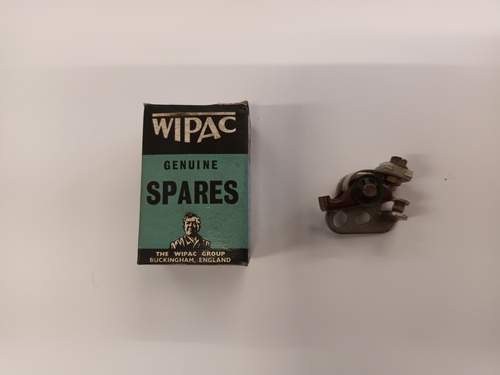 WIPAC
GENUINE
SPARES
THE WIPAC GROUP
BUCKINGHAM, ENGLAND